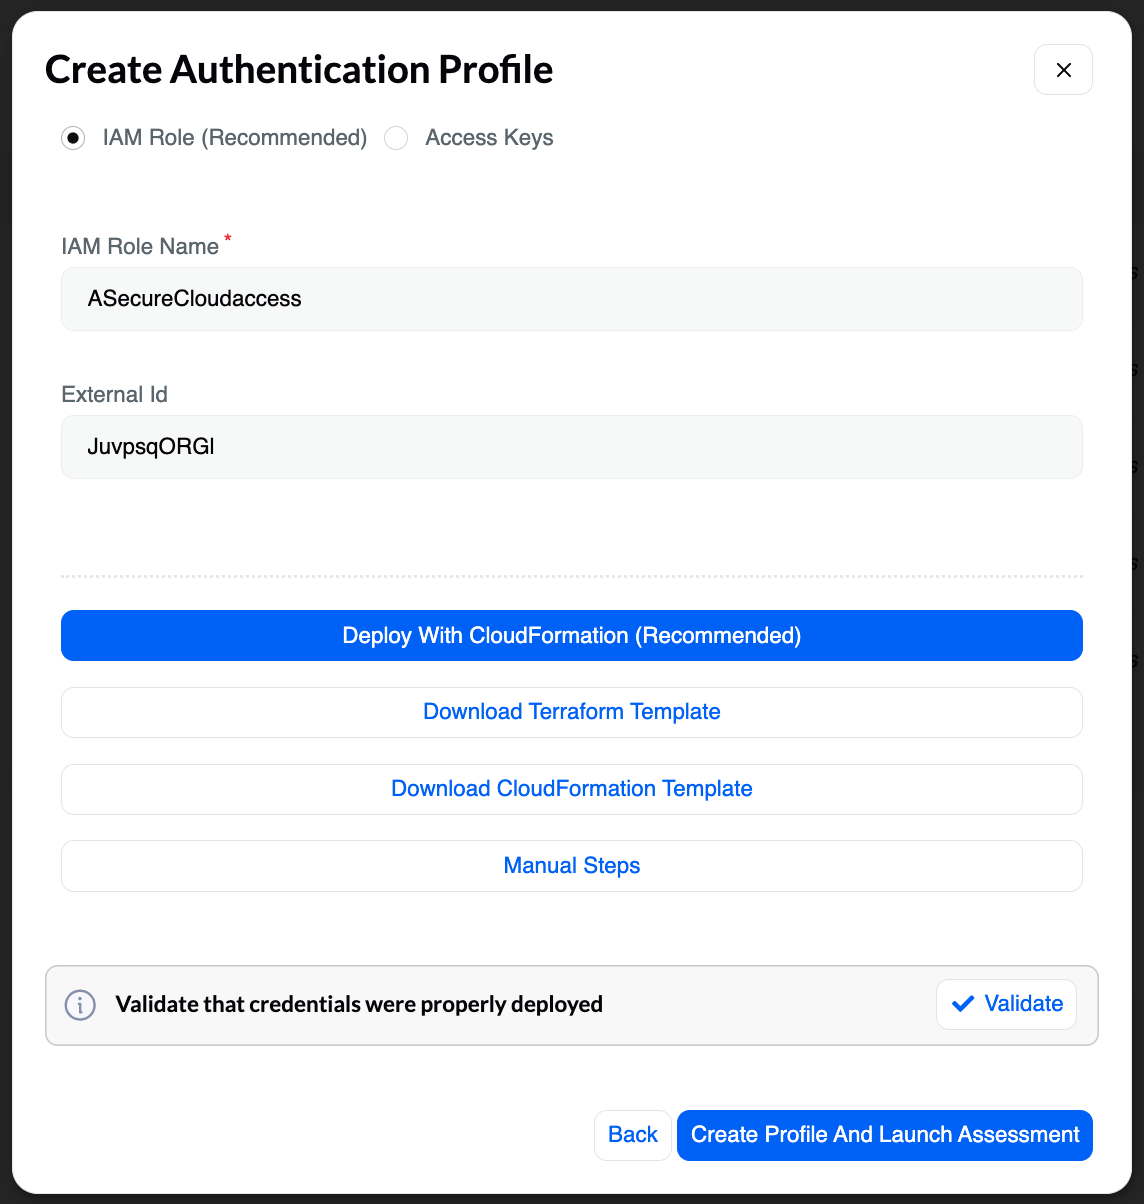 Create Authentication Profile
IAM Role (Recommended) Access Keys
IAM Role Name *
ASecureCloudaccess
External Id
JuvpsqORGl
Deploy With CloudFormation (Recommended)
Download Terraform Template
Download CloudFormation Template
Manual Steps
Validate that credentials were properly deployed
Validate
Back
Create Profile And Launch Assessment